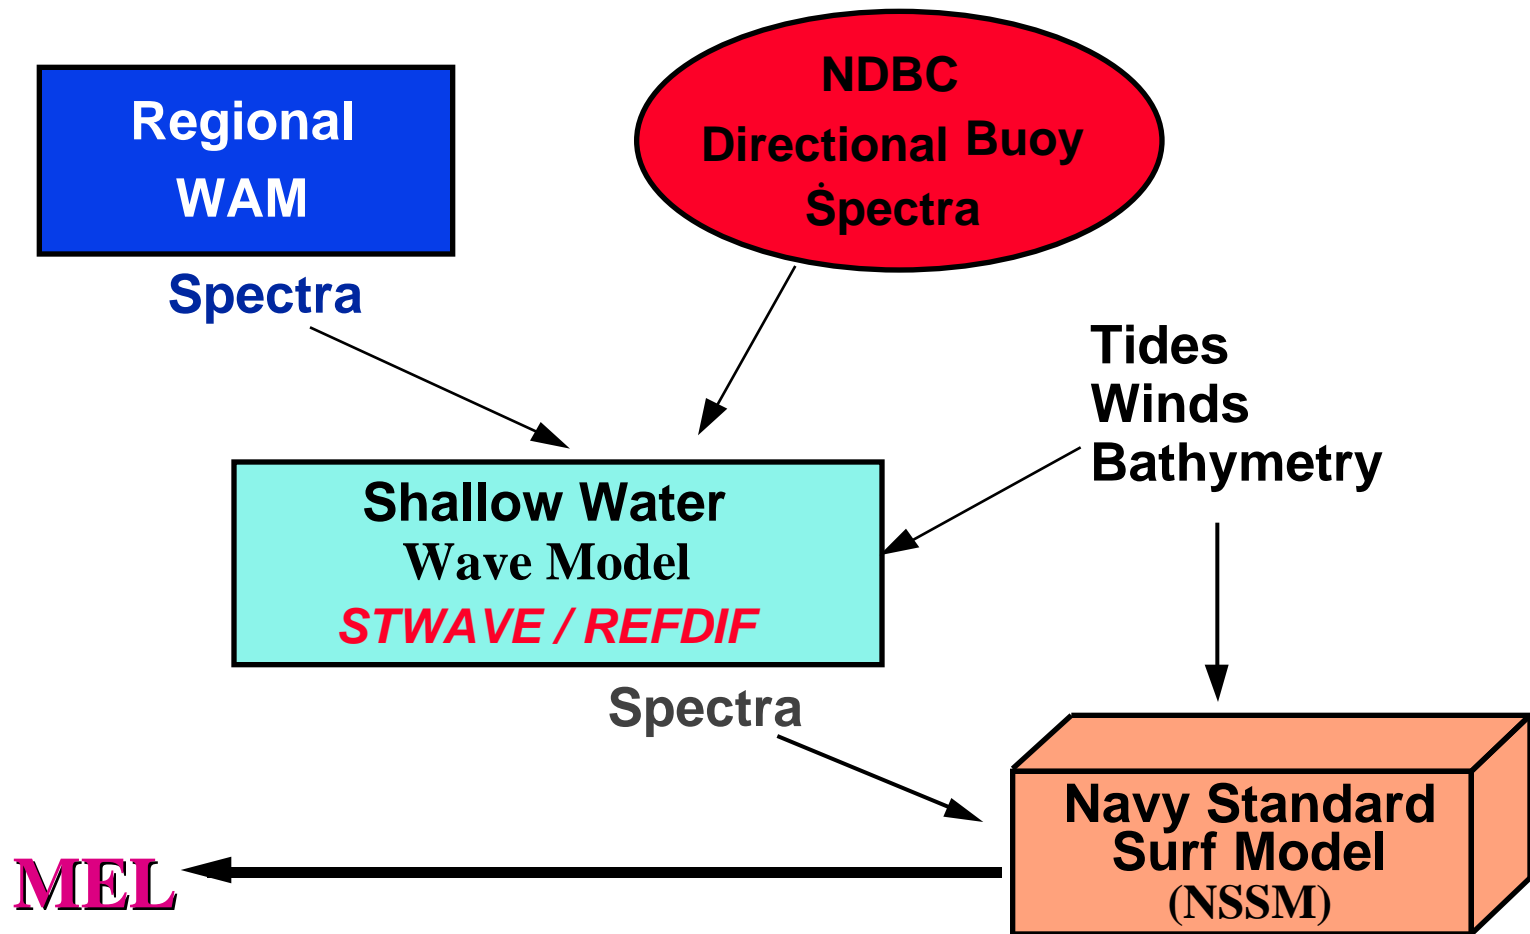 Regional
WAM
Spectra
NDBC
Directional Buoy
Spectra
Tides
Winds
Bathymetry
Shallow Water
Wave Model
STWAVE / REFDIF
Spectra
Navy Standard
Surf Model
(NSSM)
MEL